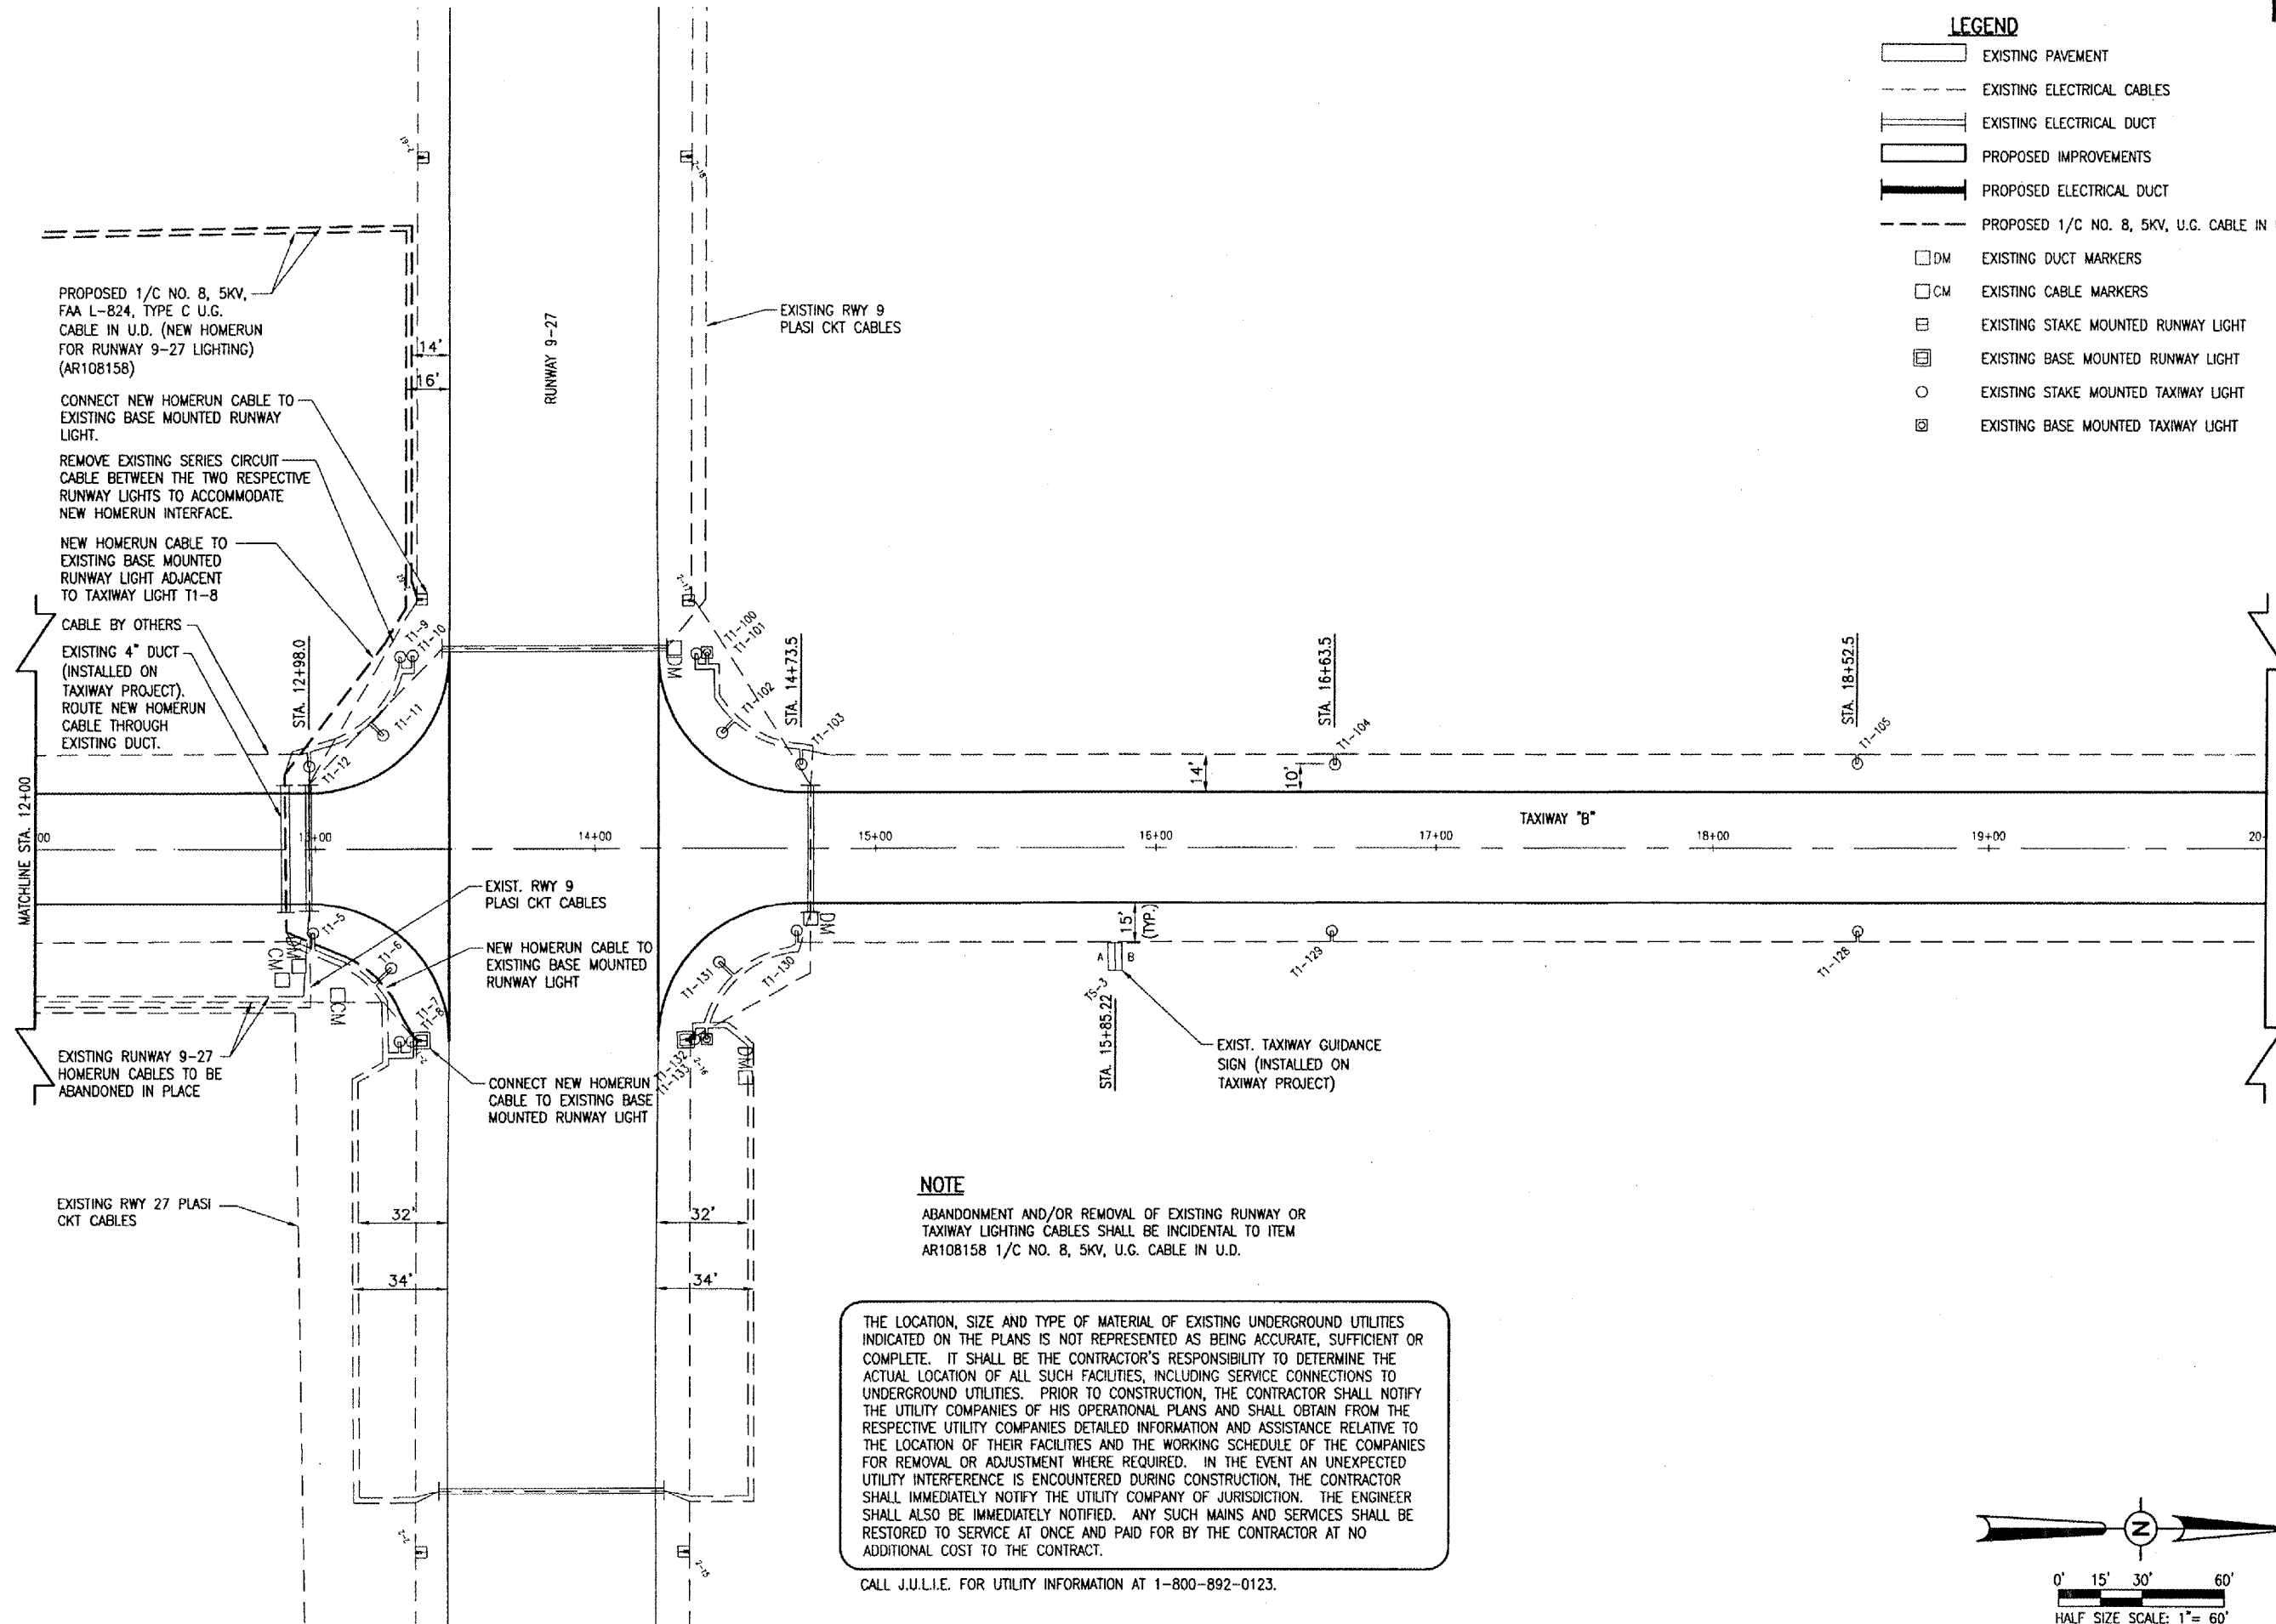 LEGEND
EXISTING PAVEMENT
EXISTING ELECTRICAL CABLES
EXISTING ELECTRICAL DUCT
PROPOSED IMPROVEMENTS
PROPOSED ELECTRICAL DUCT
PROPOSED 1/C NO. 8, 5KV, U.G. CABLE IN
DM EXISTING DUCT MARKERS
CM EXISTING CABLE MARKERS
EXISTING STAKE MOUNTED RUNWAY LIGHT
EXISTING BASE MOUNTED RUNWAY LIGHT
EXISTING STAKE MOUNTED TAXIWAY LIGHT
EXISTING BASE MOUNTED TAXIWAY LIGHT
2-18
PROPOSED 1/C NO. 8, 5KV,
FAA L-824, TYPE C U.G.
CABLE IN U.D. (NEW HOMERUN
FOR RUNWAY 9-27 LIGHTING)
(AR108158)
CONNECT NEW HOMERUN CABLE TO
EXISTING BASE MOUNTED RUNWAY
LIGHT.
REMOVE EXISTING SERIES CIRCUIT
CABLE BETWEEN THE TWO RESPECTIVE
RUNWAY LIGHTS TO ACCOMMODATE
NEW HOMERUN INTERFACE.
NEW HOMERUN CABLE TO
EXISTING BASE MOUNTED
RUNWAY LIGHT ADJACENT
TO TAXIWAY LIGHT T1-8
CABLE BY OTHERS
EXISTING 4" DUCT
(INSTALLED ON
TAXIWAY PROJECT).
ROUTE NEW HOMERUN
CABLE THROUGH
EXISTING DUCT.
14'
16'
RUNWAY 9-27
EXISTING RWY 9
PLASI CKT CABLES
STA. 12+98.0
T1-9
T1-10
T1-11
T1-12
DM
T1-100
T1-101
T1-102
T1-103
STA. 14+73.5
STA. 16+63.5
T1-104
STA. 18+52.5
T1-105
14'
10'
MATCHLINE STA. 12+00
00
13+00
14+00
15+00
16+00
17+00
18+00
19+00
20
TAXIWAY "B"
EXIST. RWY 9
PLASI CKT CABLES
NEW HOMERUN CABLE TO
EXISTING BASE MOUNTED
RUNWAY LIGHT
CONNECT NEW HOMERUN
CABLE TO EXISTING BASE
MOUNTED RUNWAY LIGHT
T1-5
T1-6
T1-7
T1-8
DM
CM
CM
DM
T1-130
T1-131
T1-132
T1-133
2-16
DM
15'
(TYP.)
A B
TS-3
STA. 15+85.22
T1-129
T1-128
EXIST. TAXIWAY GUIDANCE
SIGN (INSTALLED ON
TAXIWAY PROJECT)
EXISTING RUNWAY 9-27
HOMERUN CABLES TO BE
ABANDONED IN PLACE
EXISTING RWY 27 PLASI
CKT CABLES
32'
32'
34'
34'
2-2
2-15
NOTE
ABANDONMENT AND/OR REMOVAL OF EXISTING RUNWAY OR
TAXIWAY LIGHTING CABLES SHALL BE INCIDENTAL TO ITEM
AR108158 1/C NO. 8, 5KV, U.G. CABLE IN U.D.
THE LOCATION, SIZE AND TYPE OF MATERIAL OF EXISTING UNDERGROUND UTILITIES
INDICATED ON THE PLANS IS NOT REPRESENTED AS BEING ACCURATE, SUFFICIENT OR
COMPLETE. IT SHALL BE THE CONTRACTOR'S RESPONSIBILITY TO DETERMINE THE
ACTUAL LOCATION OF ALL SUCH FACILITIES, INCLUDING SERVICE CONNECTIONS TO
UNDERGROUND UTILITIES. PRIOR TO CONSTRUCTION, THE CONTRACTOR SHALL NOTIFY
THE UTILITY COMPANIES OF HIS OPERATIONAL PLANS AND SHALL OBTAIN FROM THE
RESPECTIVE UTILITY COMPANIES DETAILED INFORMATION AND ASSISTANCE RELATIVE TO
THE LOCATION OF THEIR FACILITIES AND THE WORKING SCHEDULE OF THE COMPANIES
FOR REMOVAL OR ADJUSTMENT WHERE REQUIRED. IN THE EVENT AN UNEXPECTED
UTILITY INTERFERENCE IS ENCOUNTERED DURING CONSTRUCTION, THE CONTRACTOR
SHALL IMMEDIATELY NOTIFY THE UTILITY COMPANY OF JURISDICTION. THE ENGINEER
SHALL ALSO BE IMMEDIATELY NOTIFIED. ANY SUCH MAINS AND SERVICES SHALL BE
RESTORED TO SERVICE AT ONCE AND PAID FOR BY THE CONTRACTOR AT NO
ADDITIONAL COST TO THE CONTRACT.
CALL J.U.L.I.E. FOR UTILITY INFORMATION AT 1-800-892-0123.
N
0' 15' 30' 60'
HALF SIZE SCALE: 1"= 60'